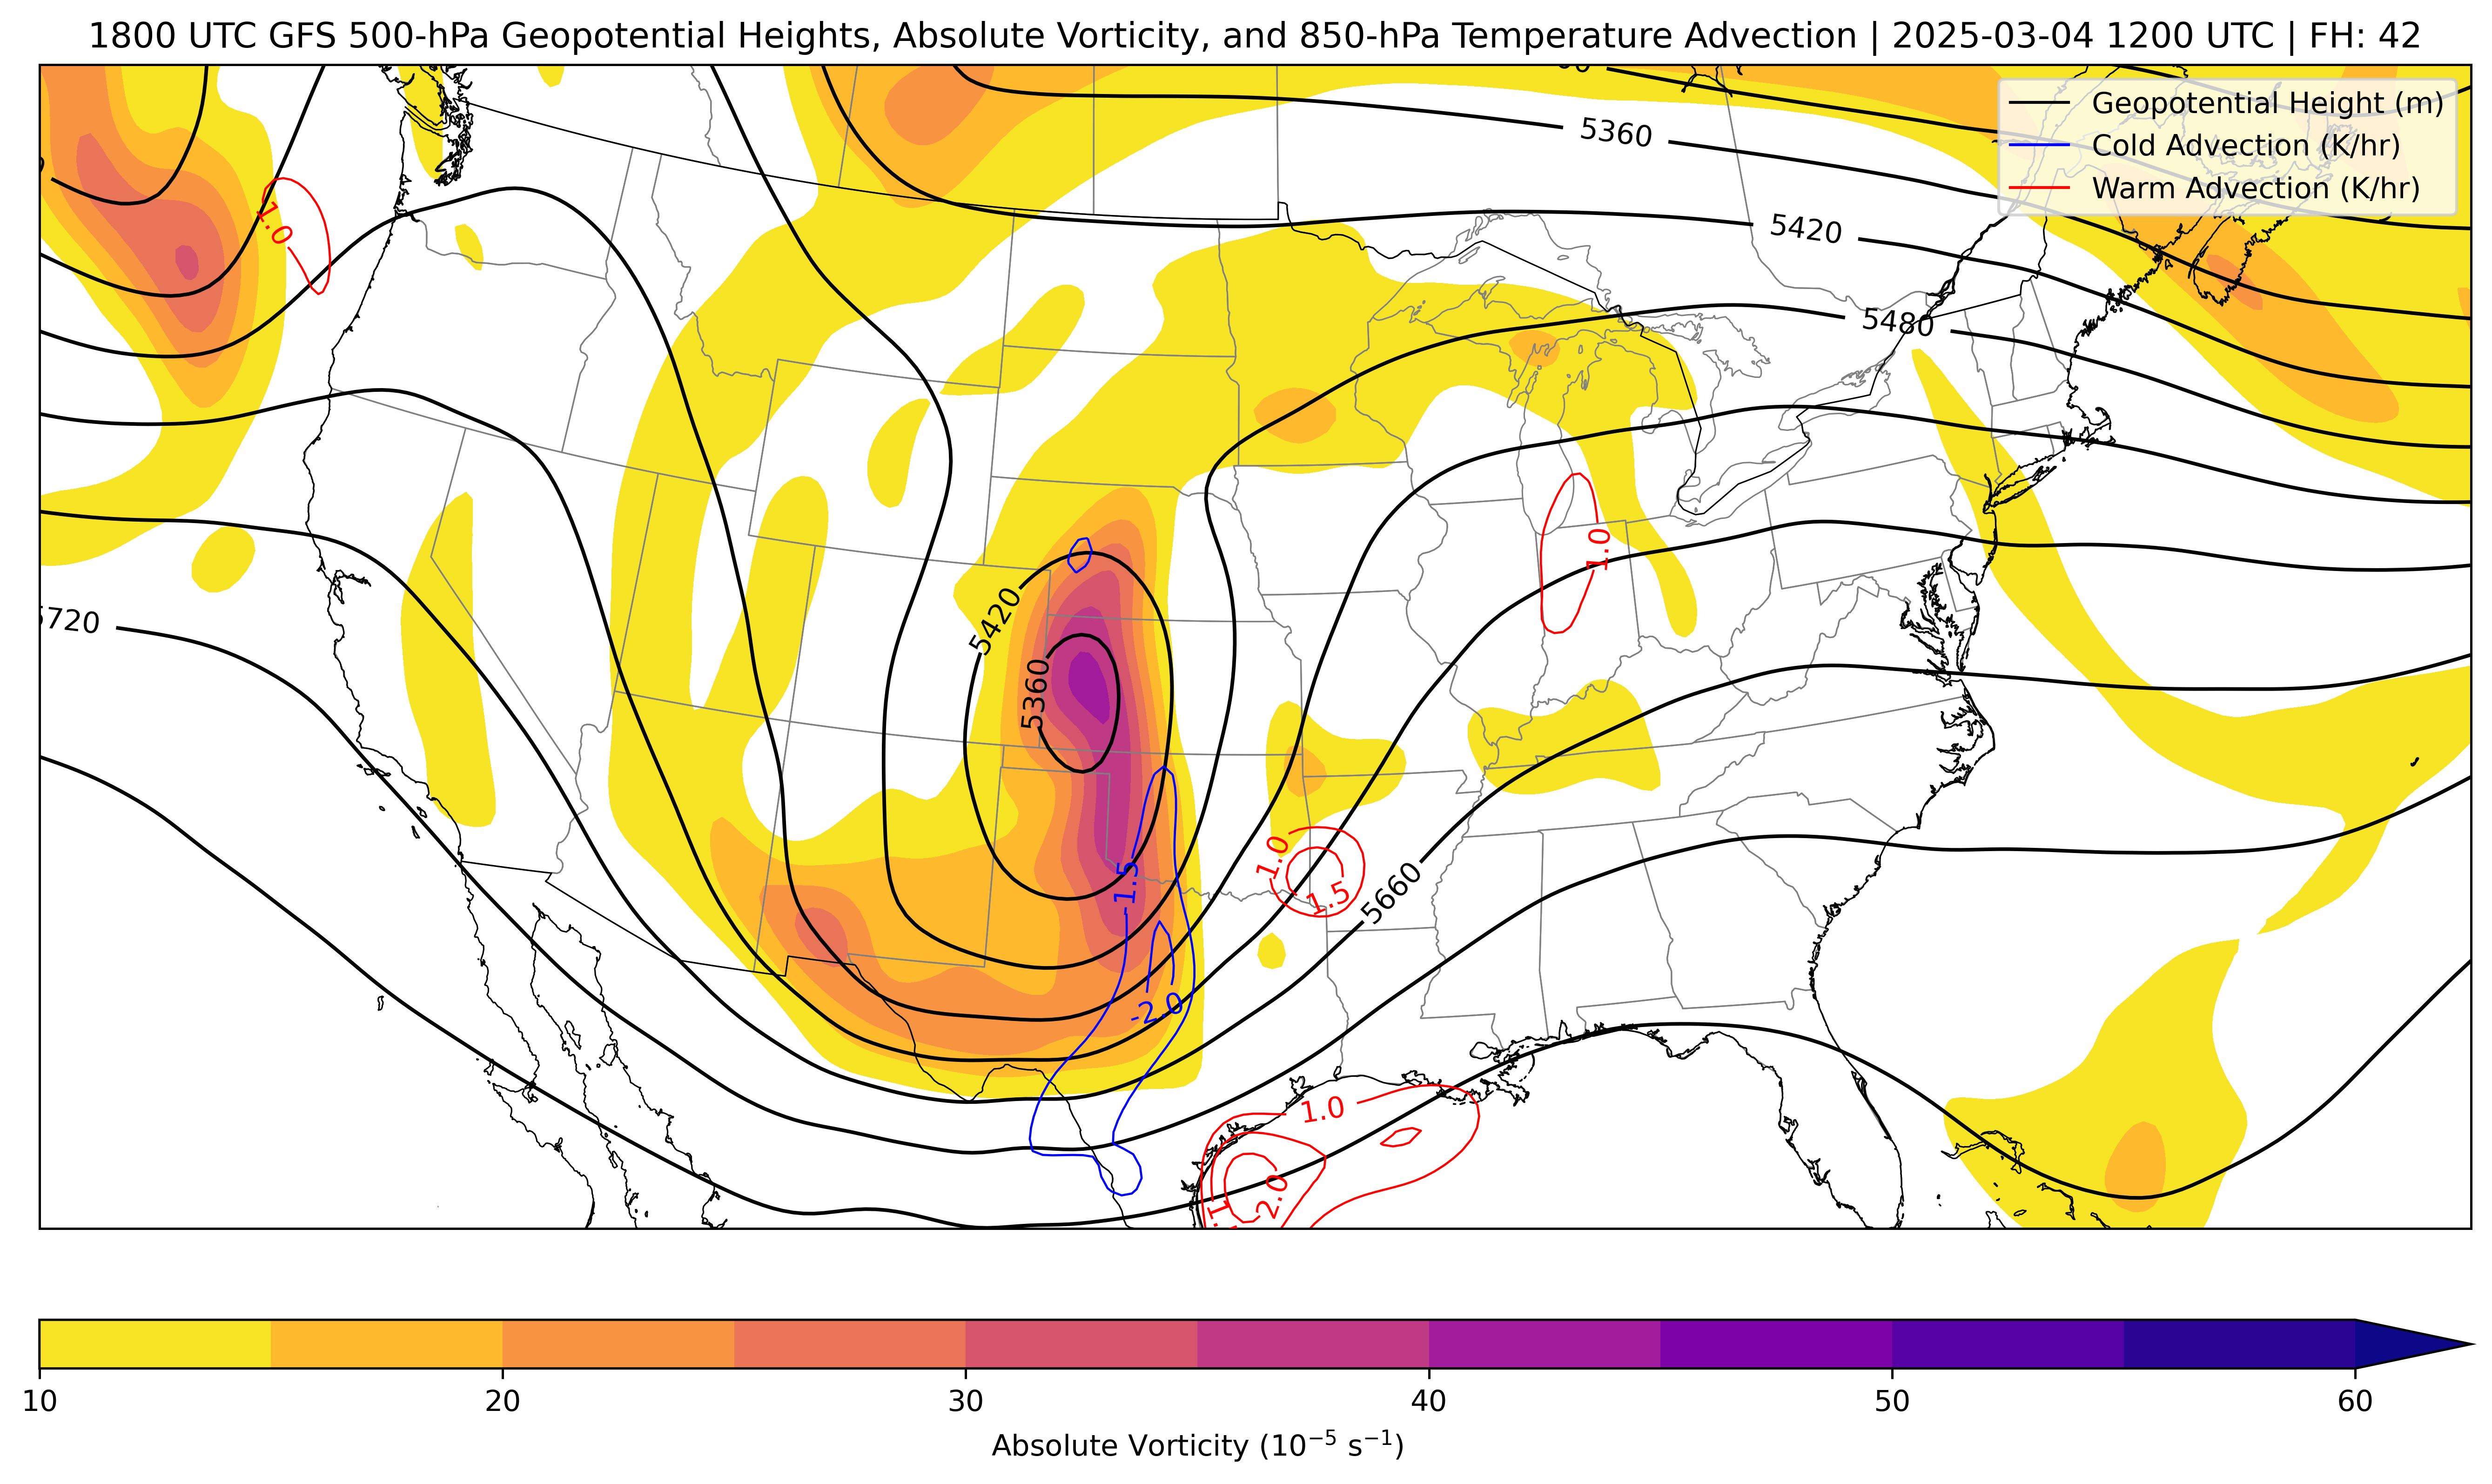 1800 UTC GFS 500-hPa Geopotential Heights, Absolute Vorticity, and 850-hPa Temperature Advection | 2025-03-04 1200 UTC | FH: 42
Geopotential Height (m)
Cold Advection (K/hr)
Warm Advection (K/hr)
5360
5420
5480
1.0
1.0
5720
5420
5360
1.0
1.5
-1.5
5660
-2.0
1.0
2.0
10 20 30 40 50 60
Absolute Vorticity (10⁻⁵ s⁻¹)